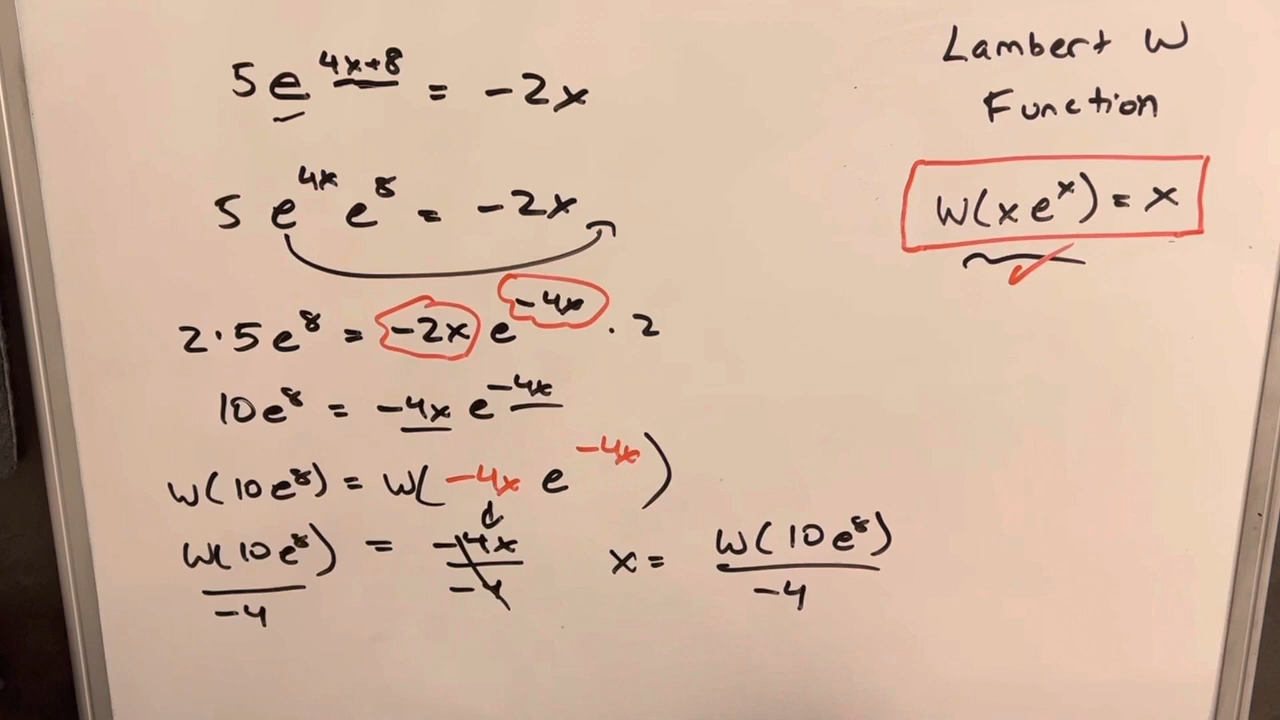 5e^{4x+8} = -2x
5 e^{4x} e^8 = -2x
2·5e^8 = -2x e^{-4x} · 2
10e^8 = -4x e^{-4x}
W(10e^8) = W(-4x e^{-4x})
W(10e^8)/-4 = -4x/-4
x = W(10e^8)/-4
Lambert W
Function
W(xe^x) = x